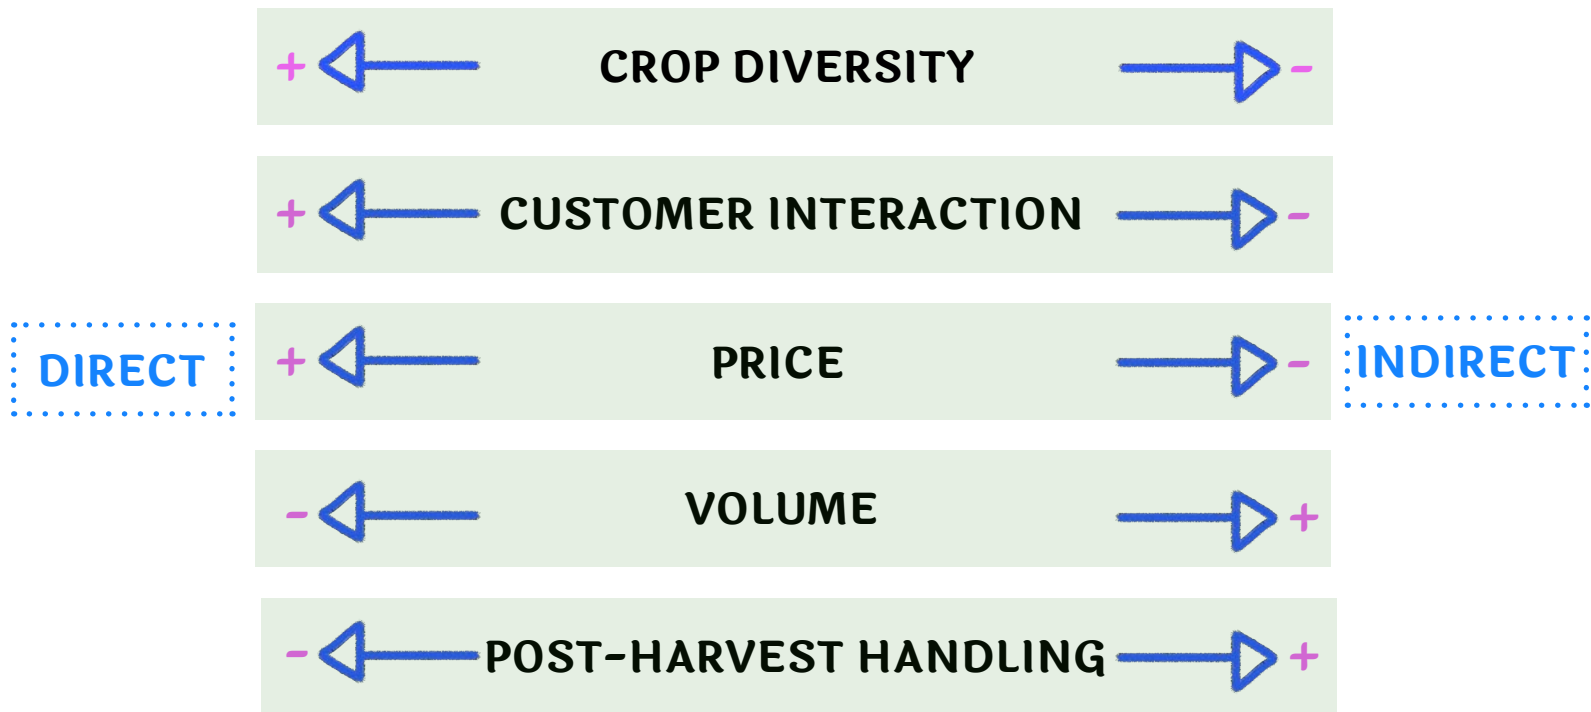 + CROP DIVERSITY -
+ CUSTOMER INTERACTION -
DIRECT
+ PRICE -
INDIRECT
- VOLUME +
- POST-HARVEST HANDLING +